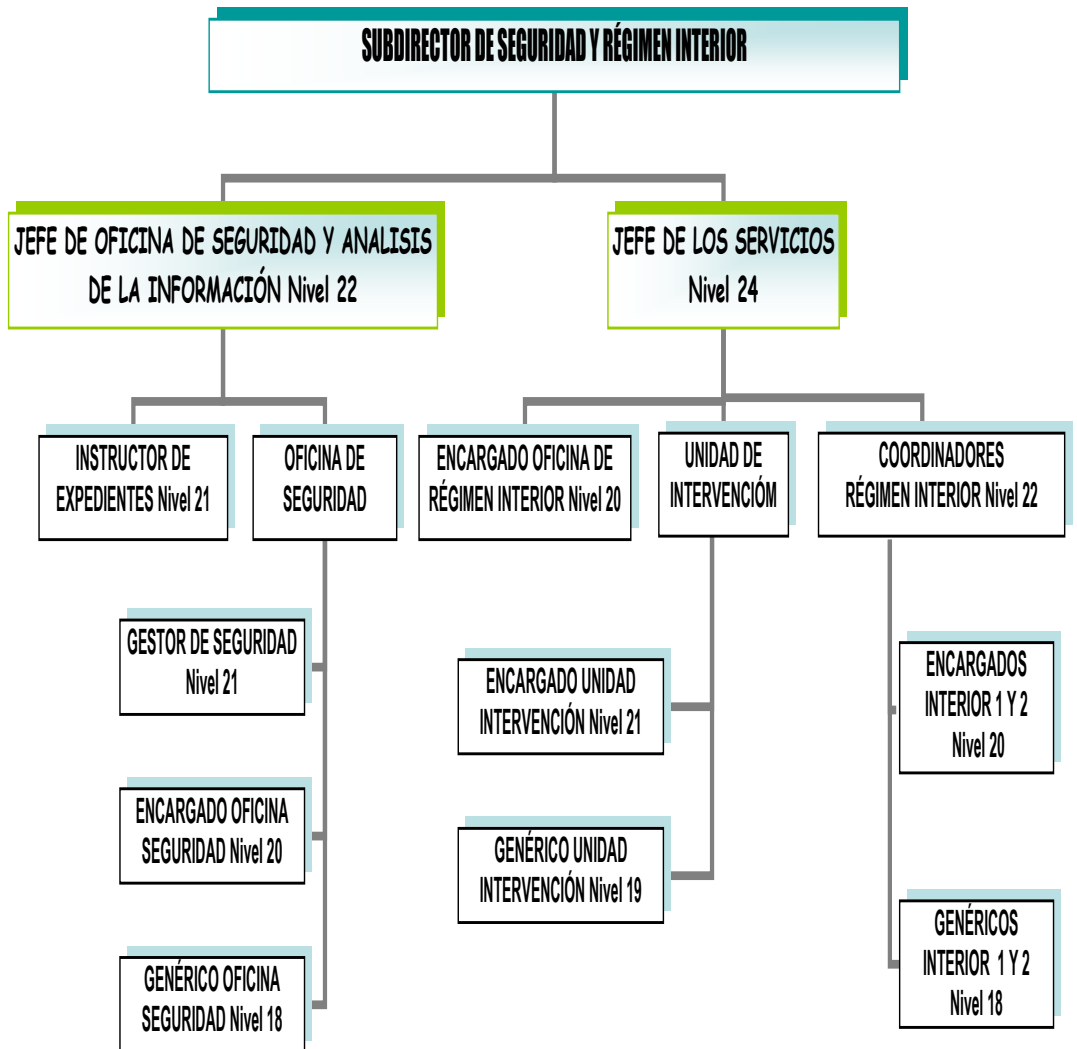 SUBDIRECTOR DE SEGURIDAD Y RÉGIMEN INTERIOR
JEFE DE OFICINA DE SEGURIDAD Y ANALISIS
DE LA INFORMACIÓN Nivel 22
JEFE DE LOS SERVICIOS
Nivel 24
INSTRUCTOR DE
EXPEDIENTES Nivel 21
OFICINA DE
SEGURIDAD
ENCARGADO OFICINA DE
RÉGIMEN INTERIOR Nivel 20
UNIDAD DE
INTERVENCIÓM
COORDINADORES
RÉGIMEN INTERIOR Nivel 22
GESTOR DE SEGURIDAD
Nivel 21
ENCARGADO UNIDAD
INTERVENCIÓN Nivel 21
ENCARGADOS
INTERIOR 1 Y 2
Nivel 20
ENCARGADO OFICINA
SEGURIDAD Nivel 20
GENÉRICO UNIDAD
INTERVENCIÓN Nivel 19
GENÉRICOS
INTERIOR 1 Y 2
Nivel 18
GENÉRICO OFICINA
SEGURIDAD Nivel 18